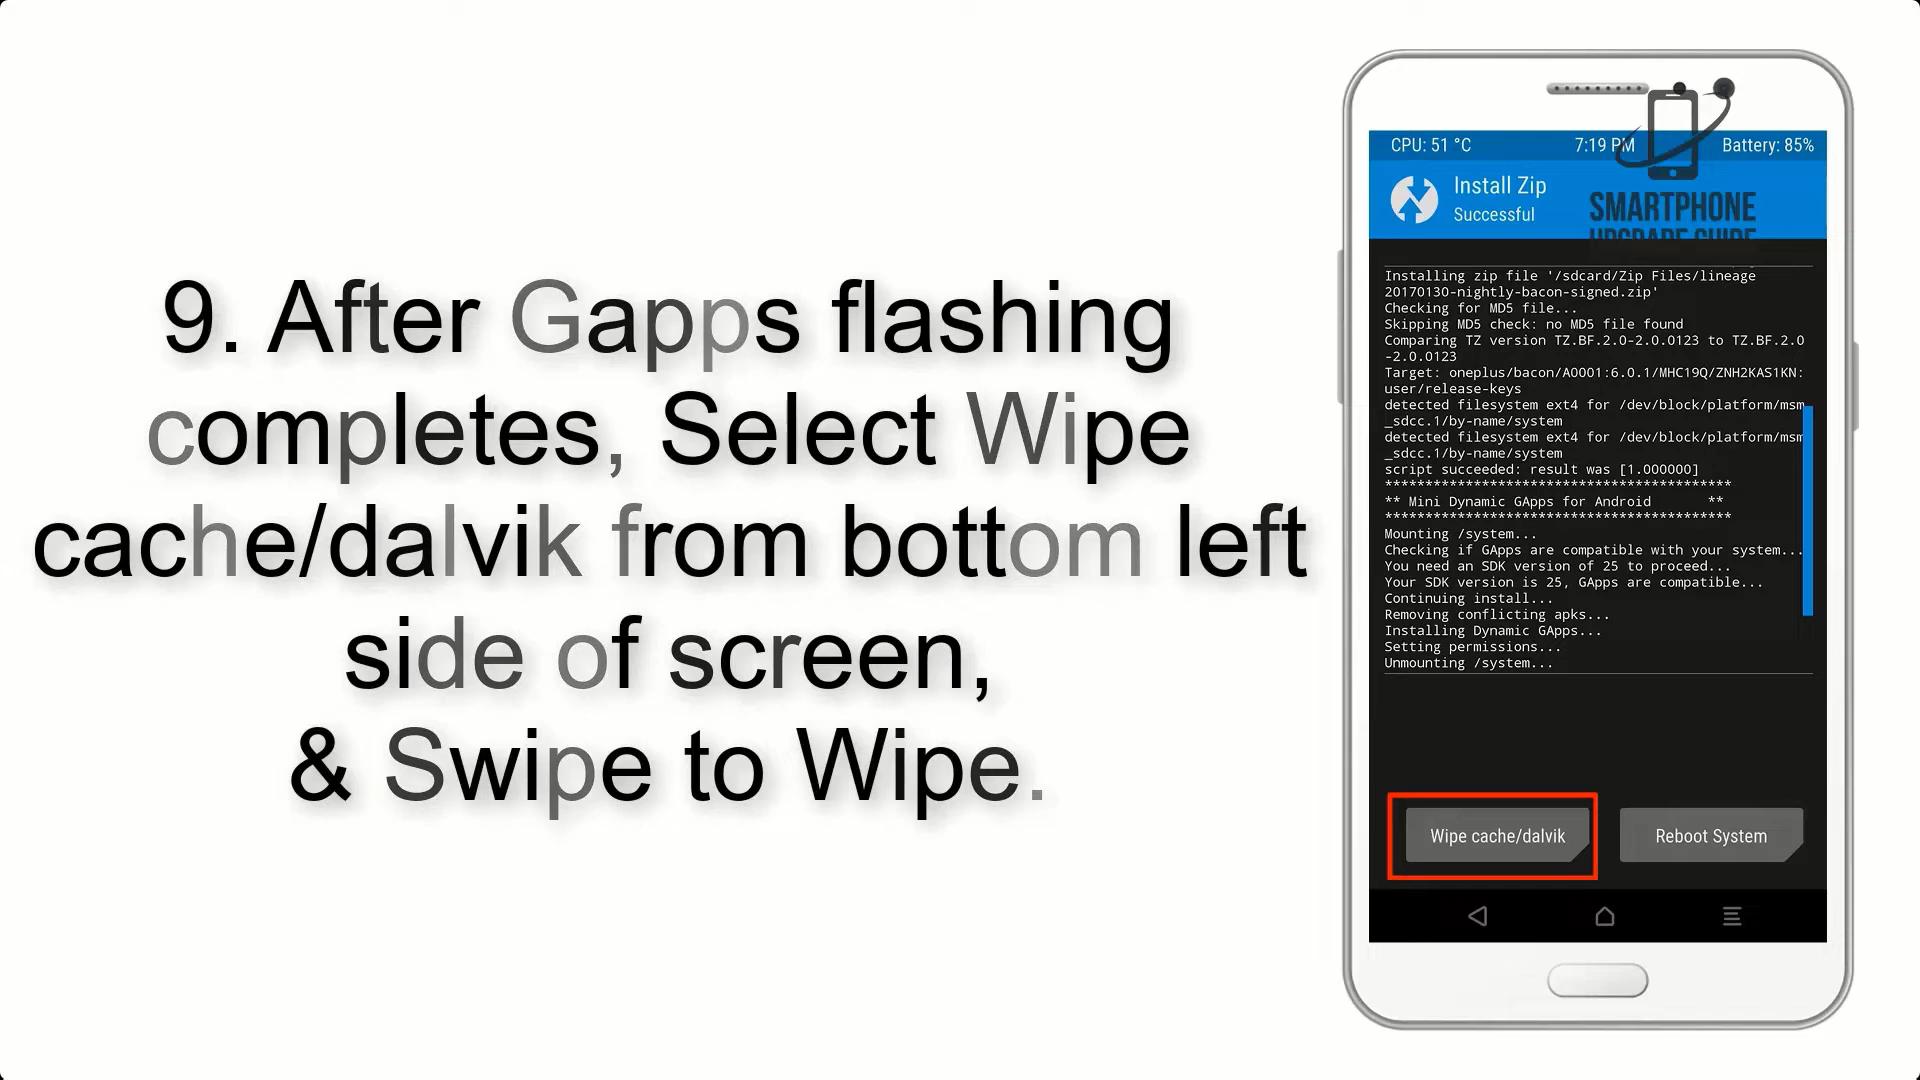 9. After Gapps flashing
completes, Select Wipe
cache/dalvik from bottom left
side of screen,
& Swipe to Wipe.
CPU: 51 °C 7:19 PM Battery: 85%
Install Zip
Successful
SMARTPHONE
UPGRADE GUIDE
Installing zip file '/sdcard/Zip Files/lineage
20170130-nightly-bacon-signed.zip'
Checking for MD5 file...
Skipping MD5 check: no MD5 file found
Comparing TZ version TZ.BF.2.0-2.0.0123 to TZ.BF.2.0
-2.0.0123
Target: oneplus/bacon/A0001:6.0.1/MHC19Q/ZNH2KAS1KN:
user/release-keys
detected filesystem ext4 for /dev/block/platform/msm
_sdcc.1/by-name/system
detected filesystem ext4 for /dev/block/platform/msm
_sdcc.1/by-name/system
script succeeded: result was [1.000000]
*******************************************
** Mini Dynamic GApps for Android       **
*******************************************
Mounting /system...
Checking if GApps are compatible with your system...
You need an SDK version of 25 to proceed...
Your SDK version is 25, GApps are compatible...
Continuing install...
Removing conflicting apks...
Installing Dynamic GApps...
Setting permissions...
Unmounting /system...
Wipe cache/dalvik Reboot System